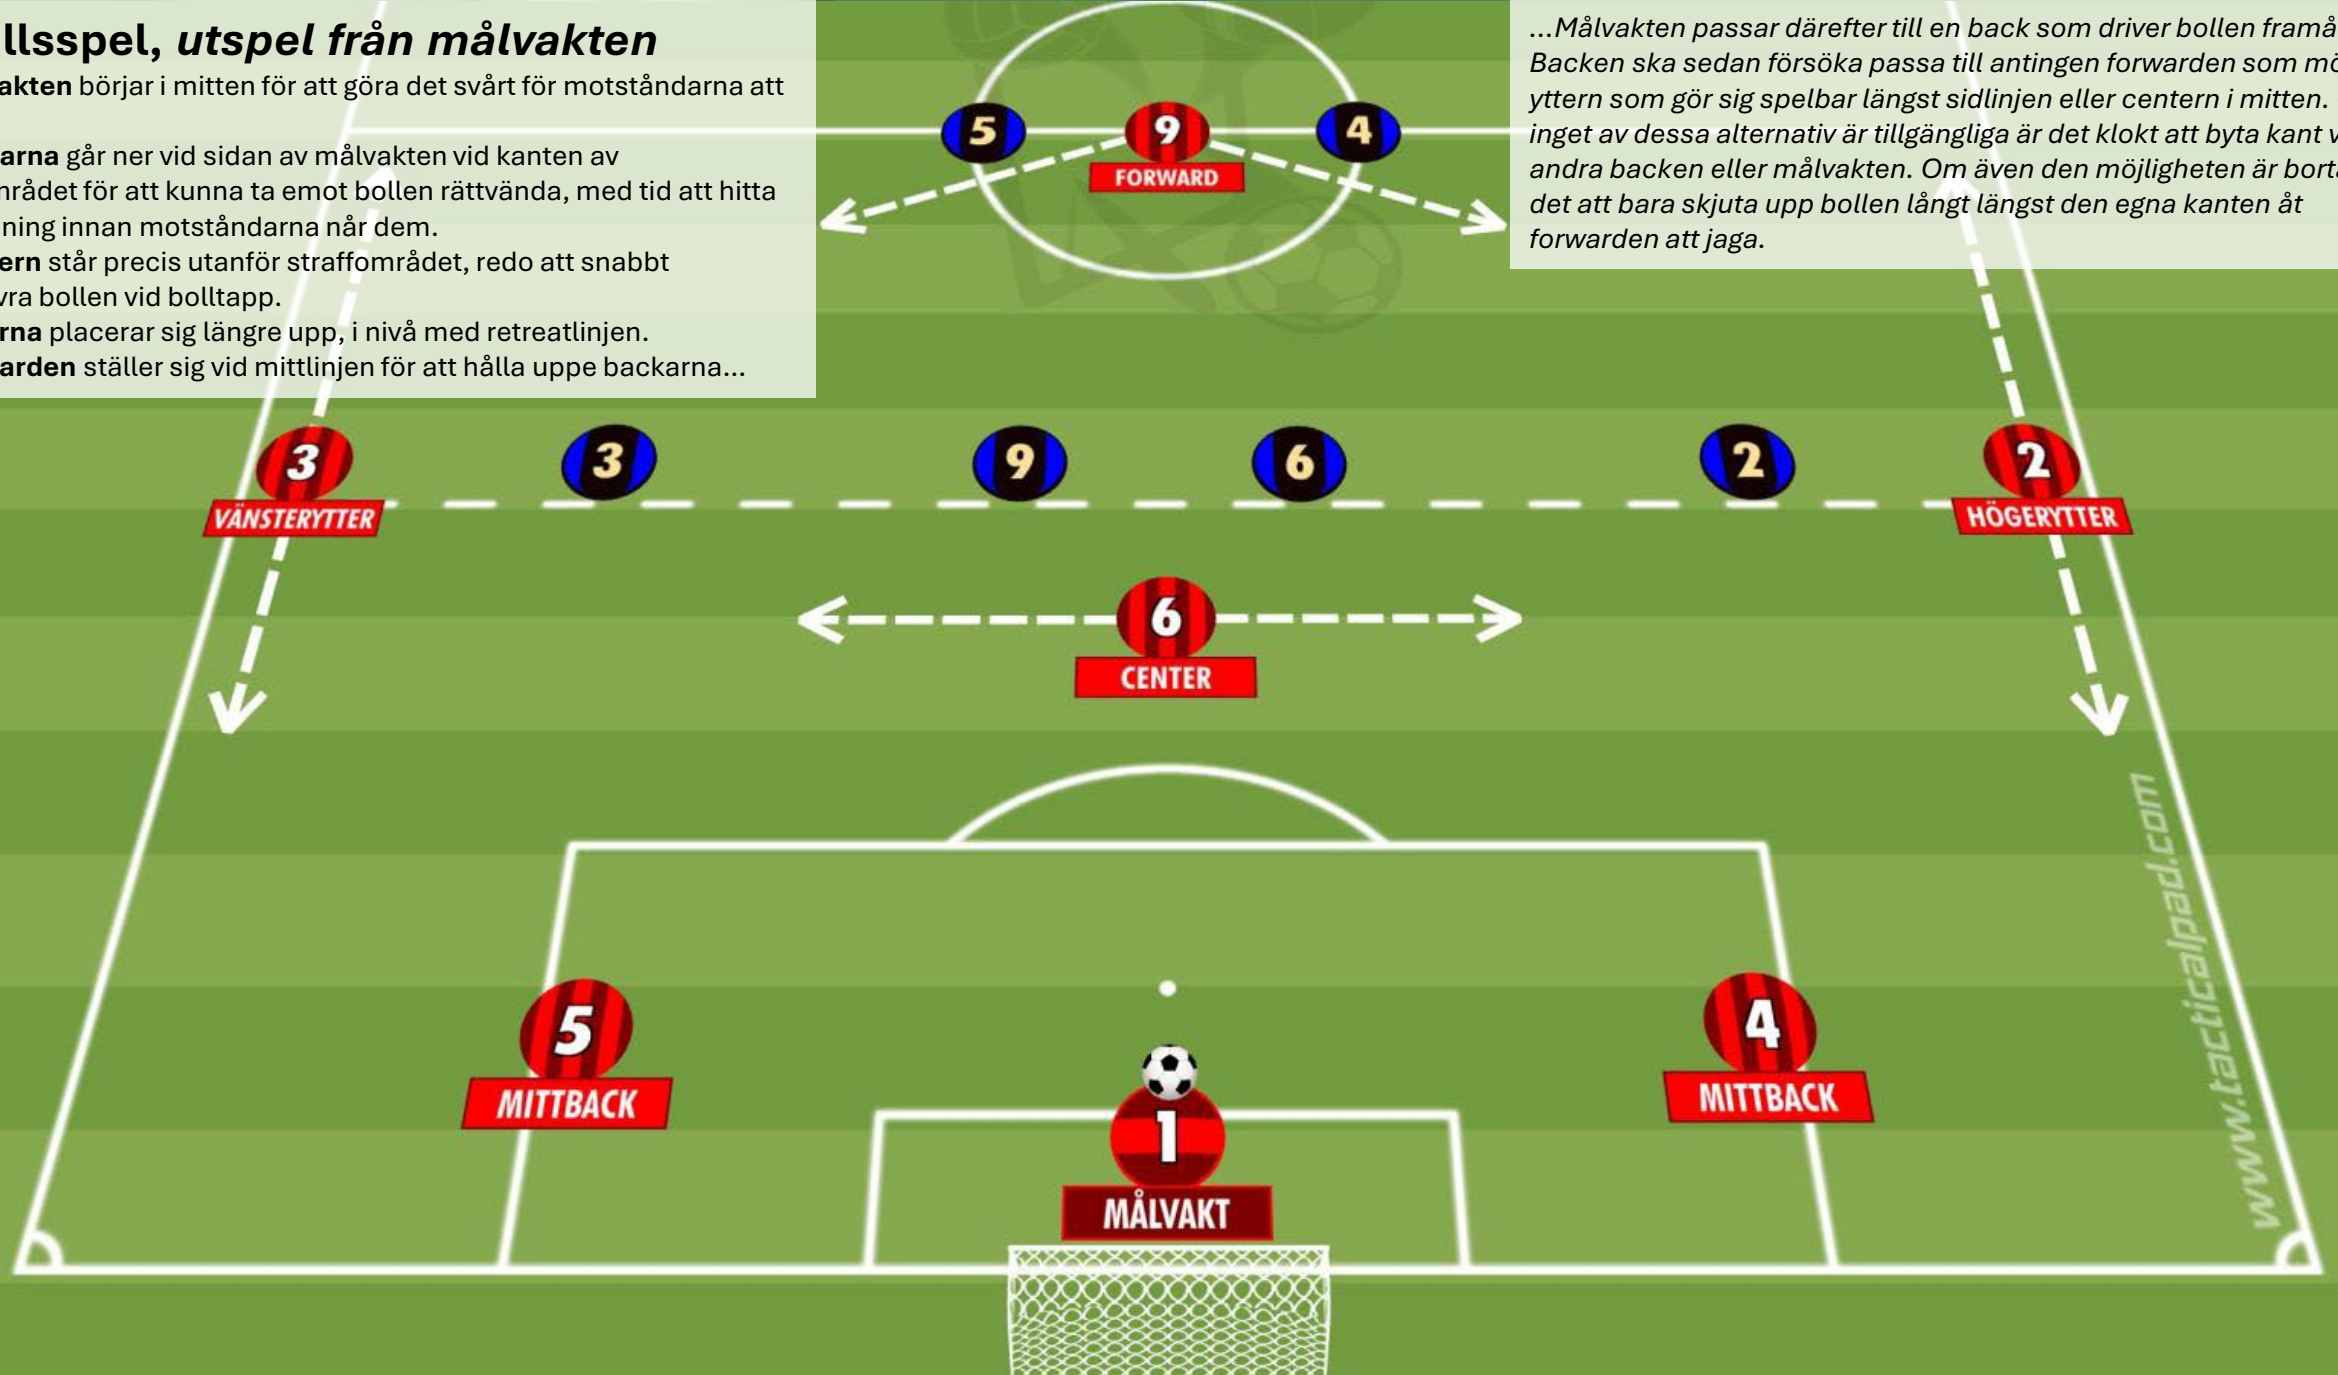 llsspel, utspel från målvakten
akten börjar i mitten för att göra det svårt för motståndarna att
arna går ner vid sidan av målvakten vid kanten av
mrådet för att kunna ta emot bollen rättvända, med tid att hitta
ning innan motståndarna når dem.
ern står precis utanför straffområdet, redo att snabbt
vra bollen vid bolltapp.
rna placerar sig längre upp, i nivå med retreatlinjen.
arden ställer sig vid mittlinjen för att hålla uppe backarna...
...Målvakten passar därefter till en back som driver bollen framå
Backen ska sedan försöka passa till antingen forwarden som mö
yttern som gör sig spelbar längst sidlinjen eller centern i mitten.
inget av dessa alternativ är tillgängliga är det klokt att byta kant v
andra backen eller målvakten. Om även den möjligheten är borta
det att bara skjuta upp bollen långt längst den egna kanten åt
forwarden att jaga.
5
9
4
FORWARD
3
3
9
6
2
2
VÄNSTERYTTER
HÖGERYTTER
6
CENTER
5
4
MITTBACK
MITTBACK
1
MÅLVAKT
www.tacticalpad.com